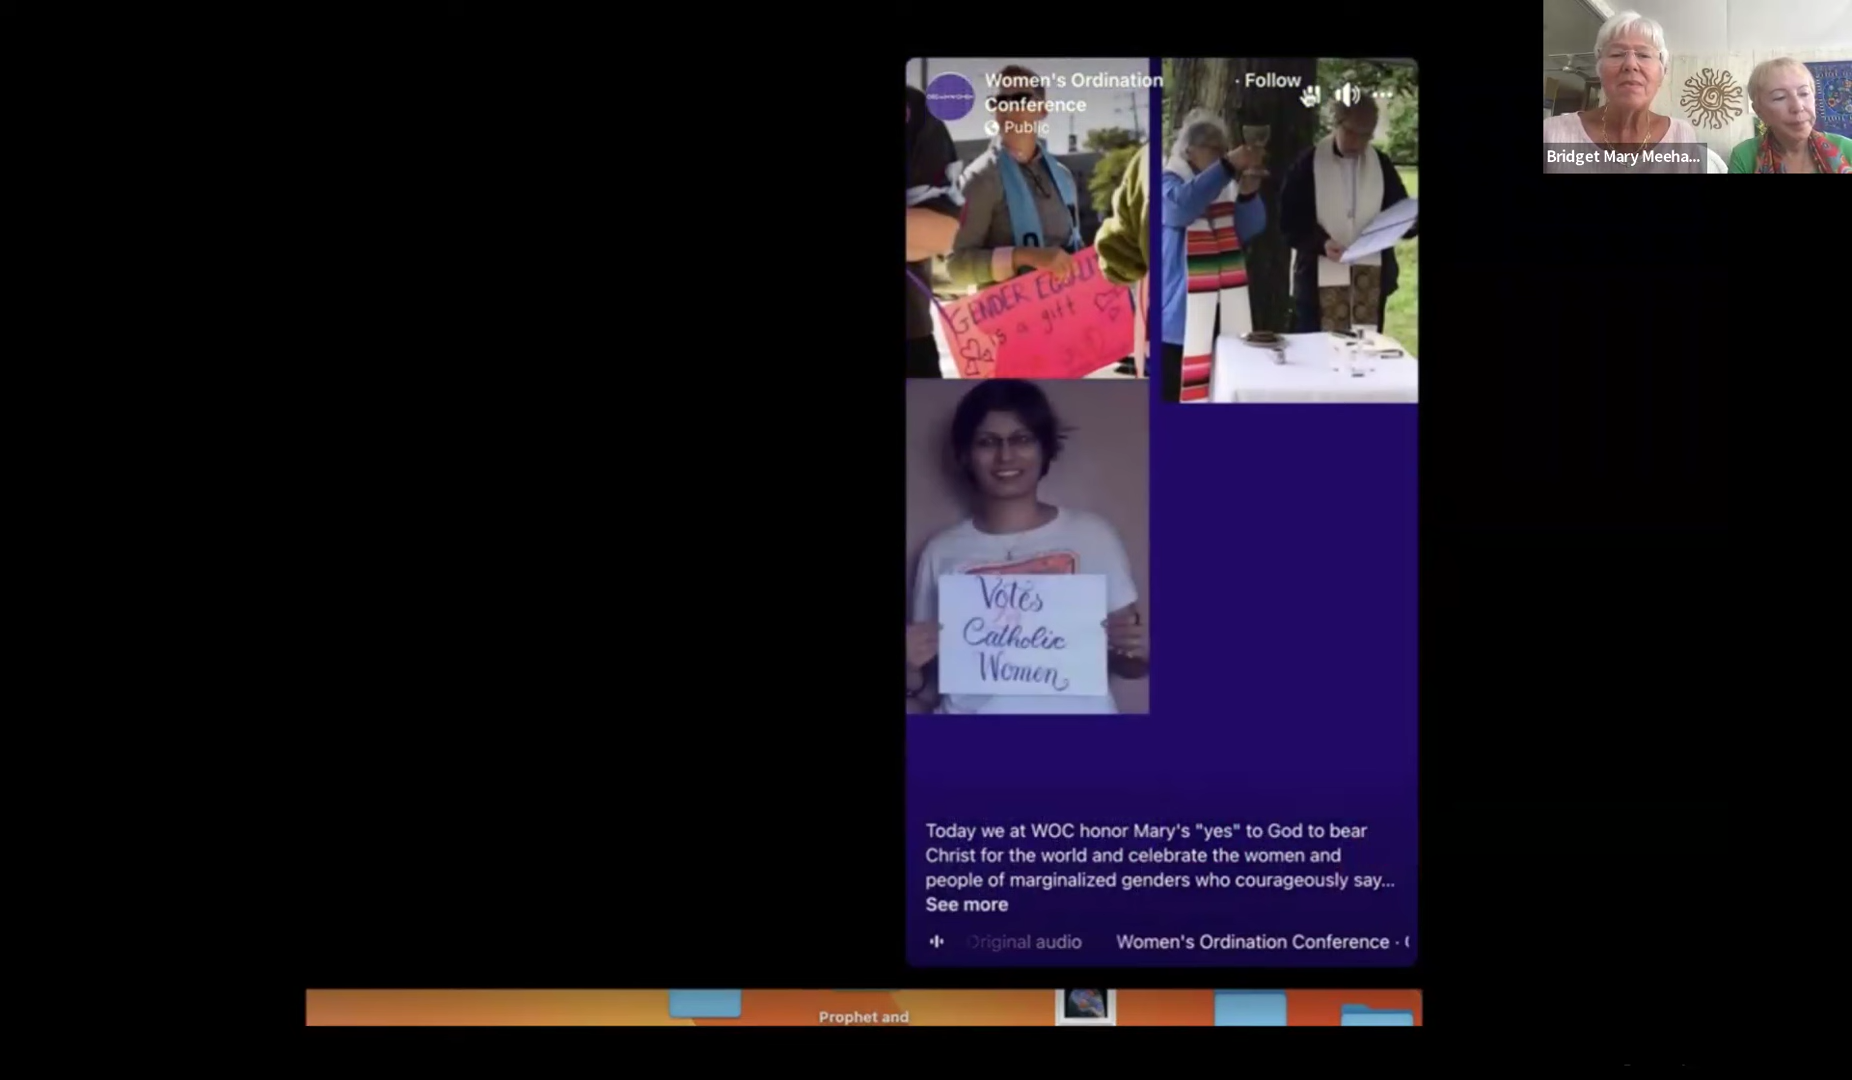 Women's Ordination
Conference
· Follow
Public
GENDER EQUALI
is a gift
Votes
Catholic
Women
Today we at WOC honor Mary's "yes" to God to bear
Christ for the world and celebrate the women and
people of marginalized genders who courageously say...
See more
Original audio
Women's Ordination Conference ·
Prophet and
Bridget Mary Meeha...